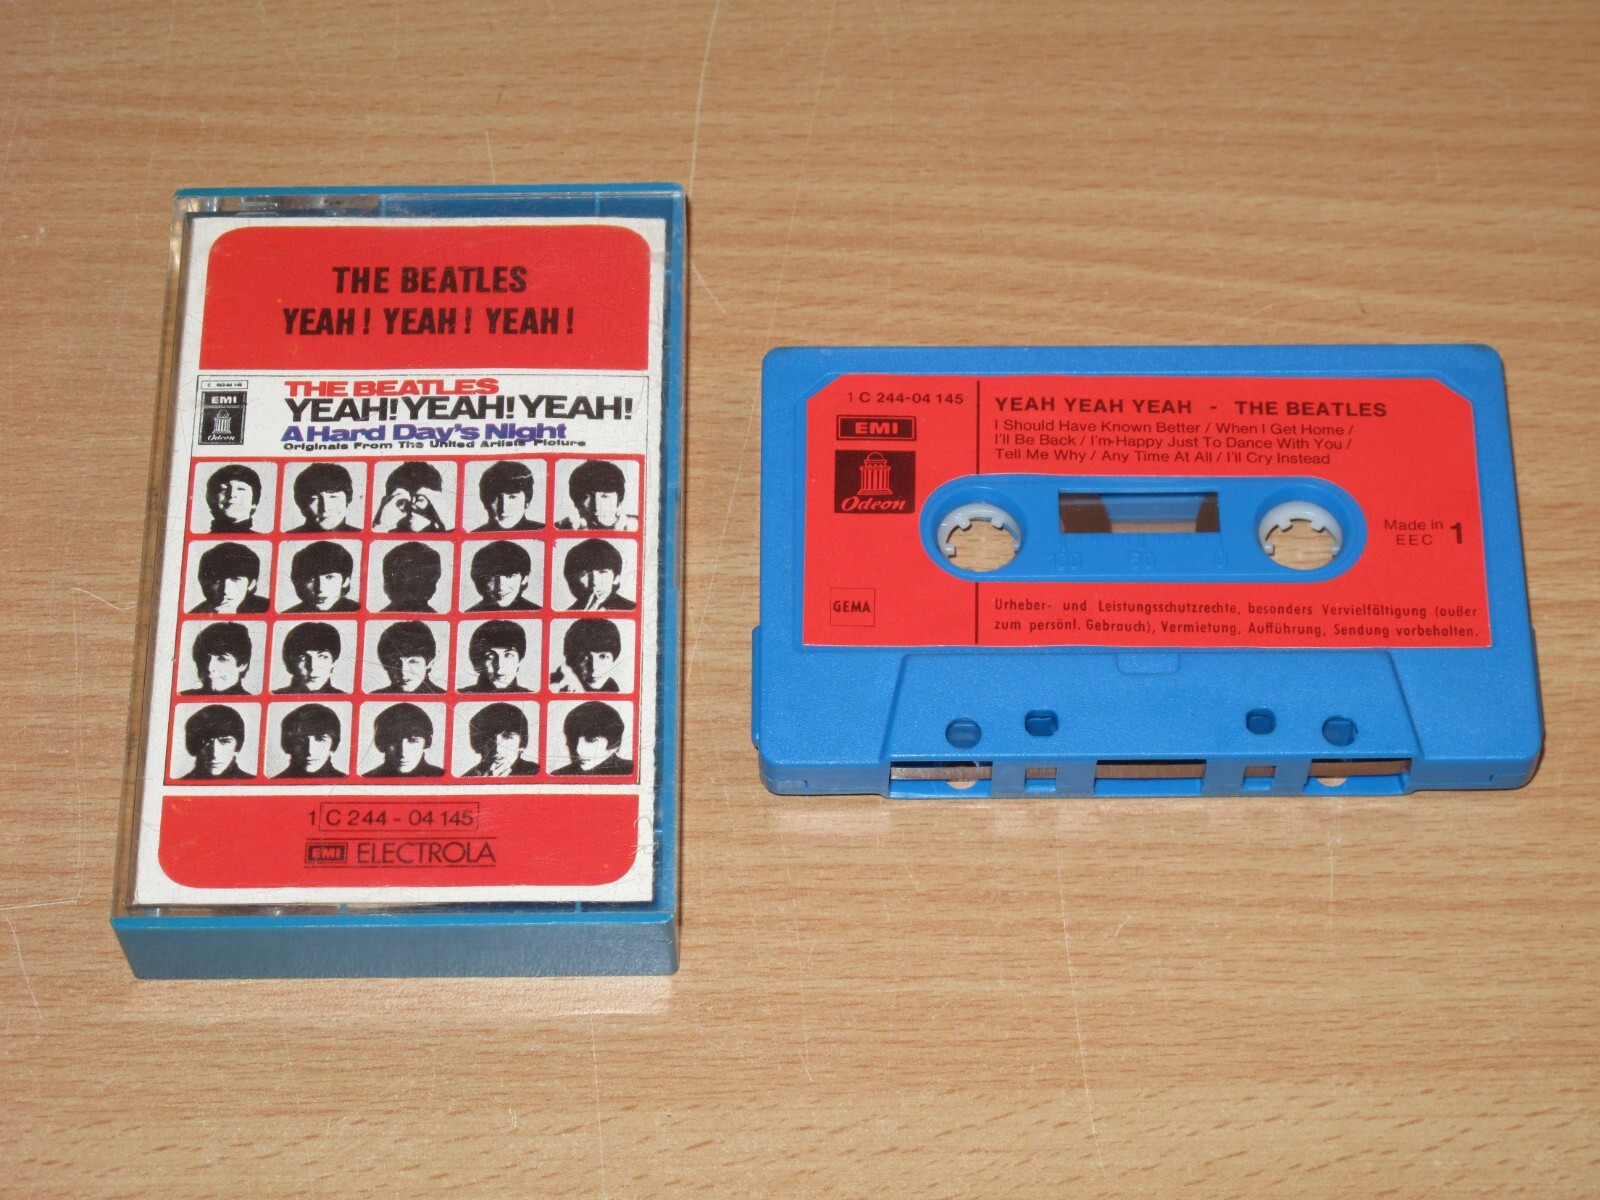 THE BEATLES
YEAH! YEAH! YEAH!
THE BEATLES
YEAH! YEAH! YEAH!
EMI
Odeon
A Hard Day's Night
Originals From The United Artists' Picture
1 C 244 - 04 145
EMI ELECTROLA
1 C 244-04 145
EMI
Odeon
GEMA
YEAH YEAH YEAH - THE BEATLES
I Should Have Known Better / When I Get Home /
I'll Be Back / I'm Happy Just To Dance With You /
Tell Me Why / Any Time At All / I'll Cry Instead
100 50 0
Made in
EEC 1
Urheber- und Leistungsschutzrechte, besonders Vervielfältigung (außer
zum persönl. Gebrauch), Vermietung, Aufführung, Sendung vorbehalten.